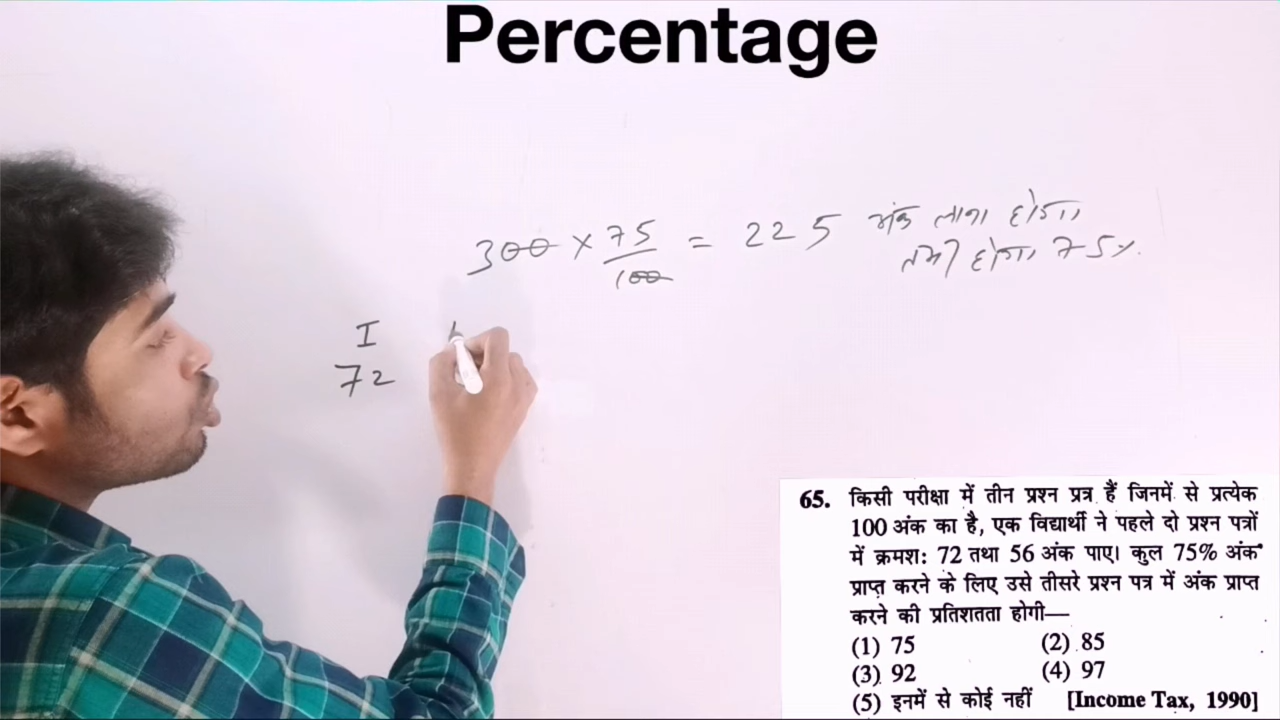 Percentage
300 × 75/100 = 225 अंक लाना होगा
तभी होगा 75%.
I
72
65. किसी परीक्षा में तीन प्रश्न प्रत्र हैं जिनमें से प्रत्येक
100 अंक का है, एक विद्यार्थी ने पहले दो प्रश्न पत्रों
में क्रमश: 72 तथा 56 अंक पाए। कुल 75% अंक
प्राप्त करने के लिए उसे तीसरे प्रश्न पत्र में अंक प्राप्त
करने की प्रतिशतता होगी—
(1) 75 (2) 85
(3) 92 (4) 97
(5) इनमें से कोई नहीं [Income Tax, 1990]